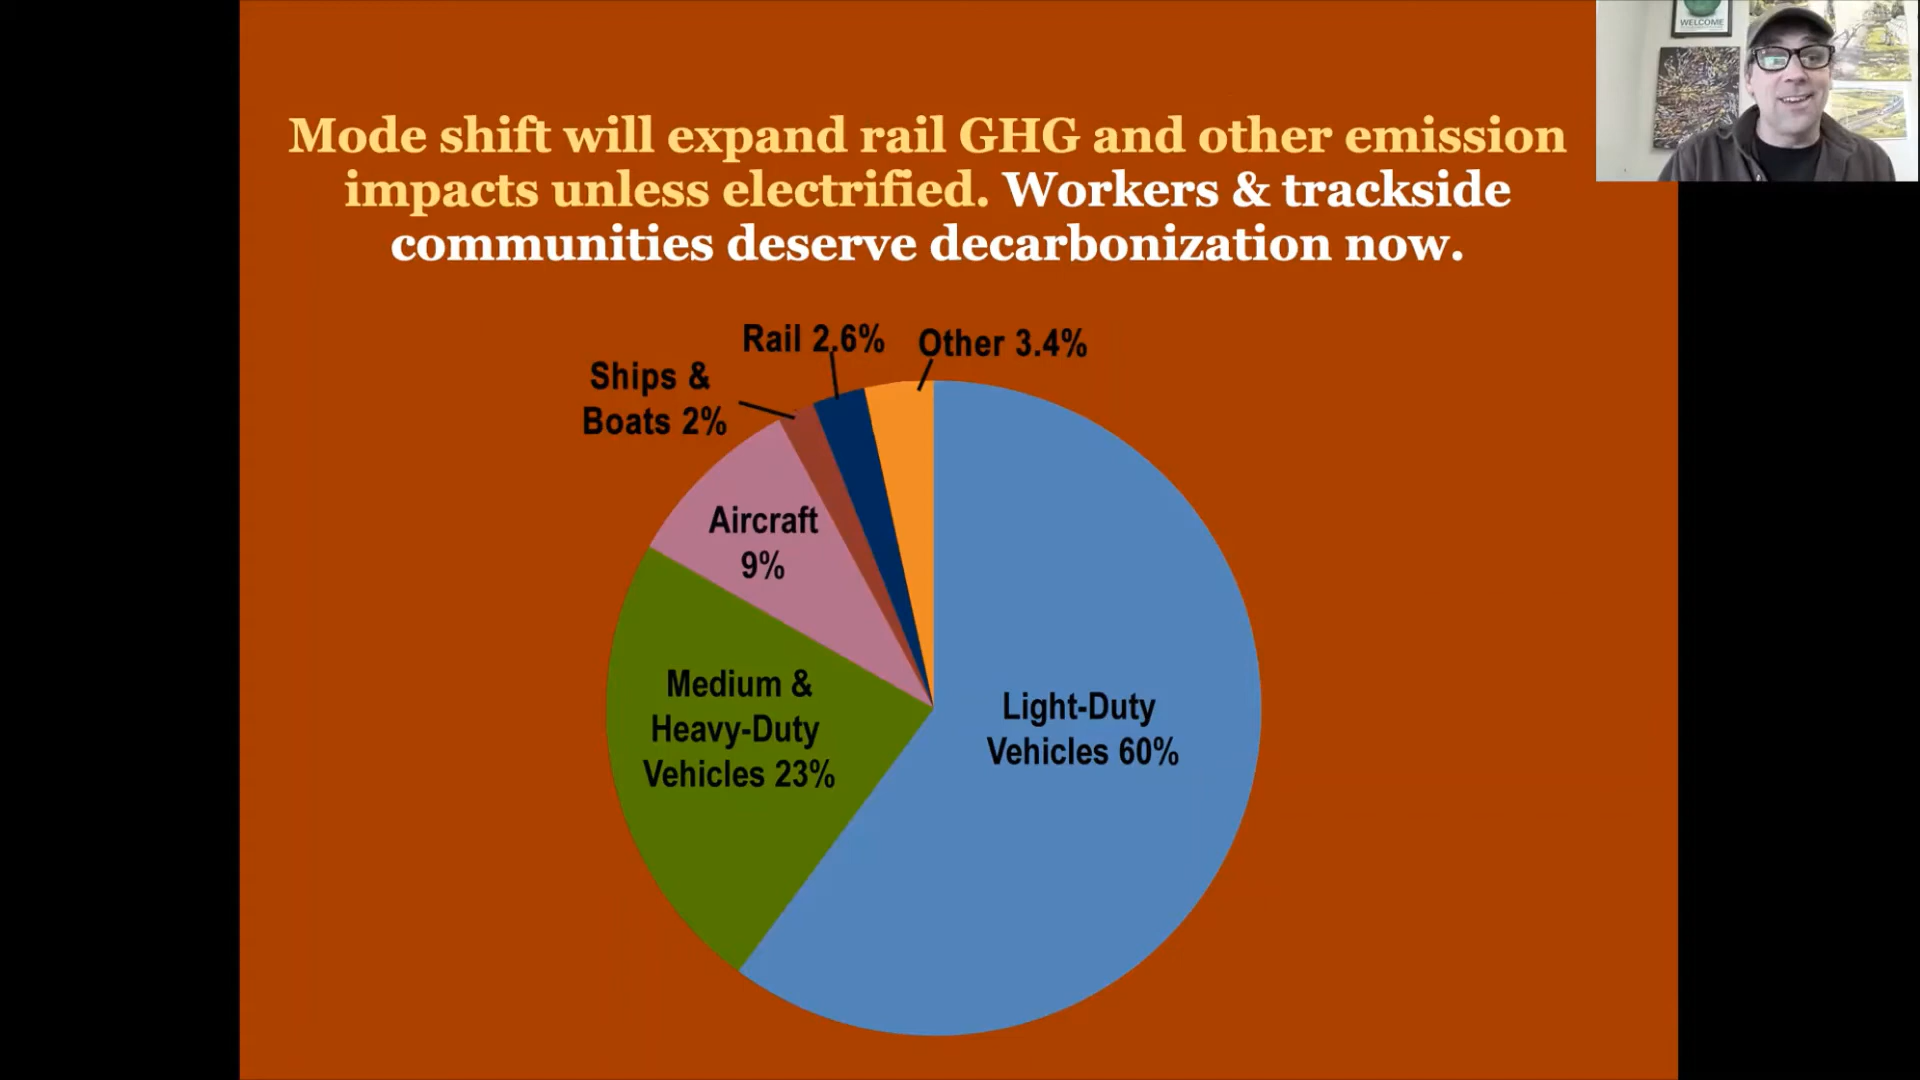 WELCOME
Mode shift will expand rail GHG and other emission
impacts unless electrified. Workers & trackside
communities deserve decarbonization now.
Rail 2.6%
Other 3.4%
Ships &
Boats 2%
Aircraft
9%
Medium &
Heavy-Duty
Vehicles 23%
Light-Duty
Vehicles 60%